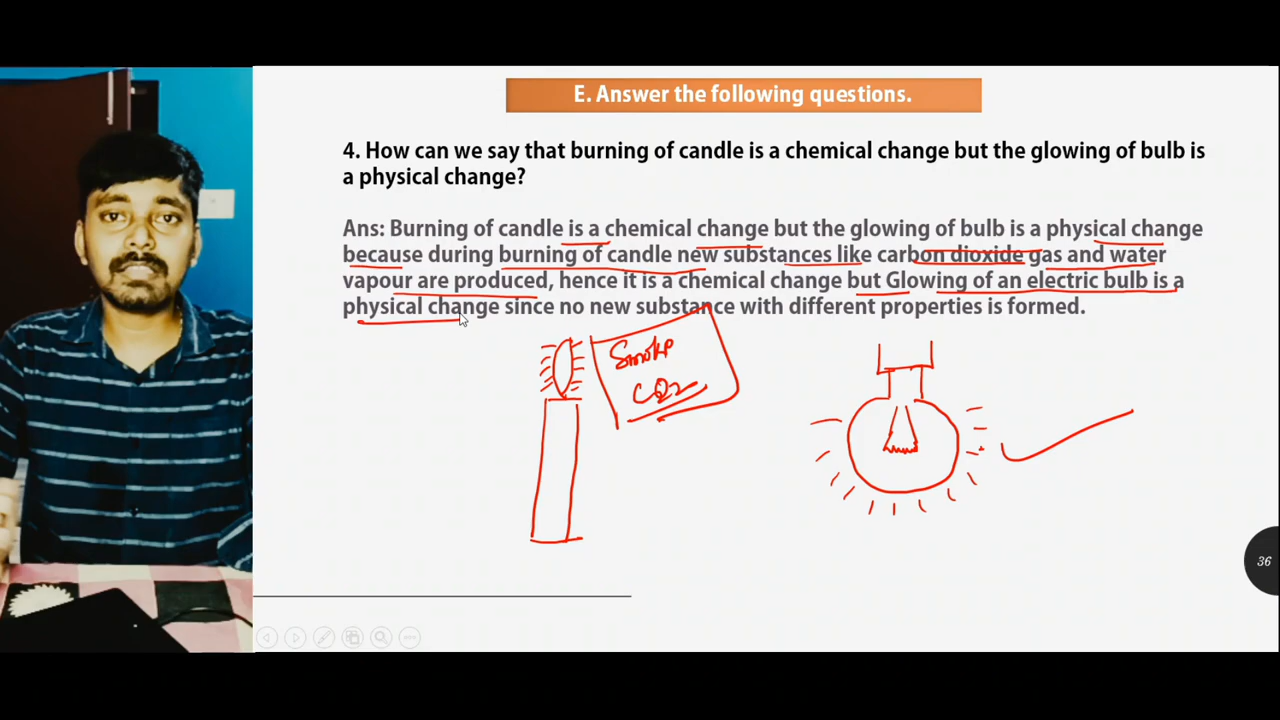 E. Answer the following questions.
4. How can we say that burning of candle is a chemical change but the glowing of bulb is
a physical change?
Ans: Burning of candle is a chemical change but the glowing of bulb is a physical change
because during burning of candle new substances like carbon dioxide gas and water
vapour are produced, hence it is a chemical change but Glowing of an electric bulb is a
physical change since no new substance with different properties is formed.
Smoke
CO2
36